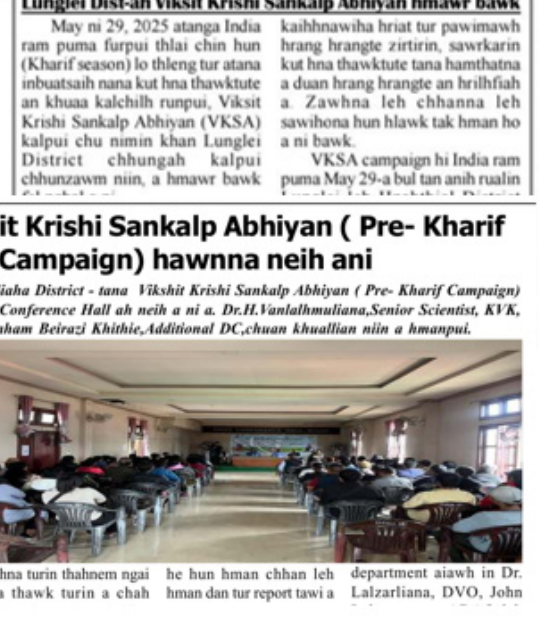 Lunglei Dist-ah Viksit Krishi Sankalp Abhiyan hmawr bawk
May ni 29, 2025 atanga India
ram puma furpui thlai chin hun
(Kharif season) lo thleng tur atana
inbuatsaih nana kut hna thawktute
an khuaa kalchilh runpui, Viksit
Krishi Sankalp Abhiyan (VKSA)
kalpui chu nimin khan Lunglei
District chhungah kalpui
chhunzawm niin, a hmawr bawk
kaihhnawiha hriat tur pawimawh
hrang hrangte zirtirin, sawrkarin
kut hna thawktute tana hamthatna
a duan hrang hrangte an hrilhfiah
a. Zawhna leh chhanna leh
sawihona hun hlawk tak hman ho
a ni bawk.
VKSA campaign hi India ram
puma May 29-a bul tan anih rualin
it Krishi Sankalp Abhiyan ( Pre- Kharif
Campaign) hawnna neih ani
iaha District - tana Vikshit Krishi Sankalp Abhiyan ( Pre- Kharif Campaign)
Conference Hall ah neih a ni a. Dr.H.Vanlalhmuliana,Senior Scientist, KVK,
ham Beirazi Khithie,Additional DC,chuan khuallian niin a hmanpui.
hna turin thahnem ngai
a thawk turin a chah
he hun hman chhan leh
hman dan tur report tawi a
department aiawh in Dr.
Lalzarliana, DVO, John